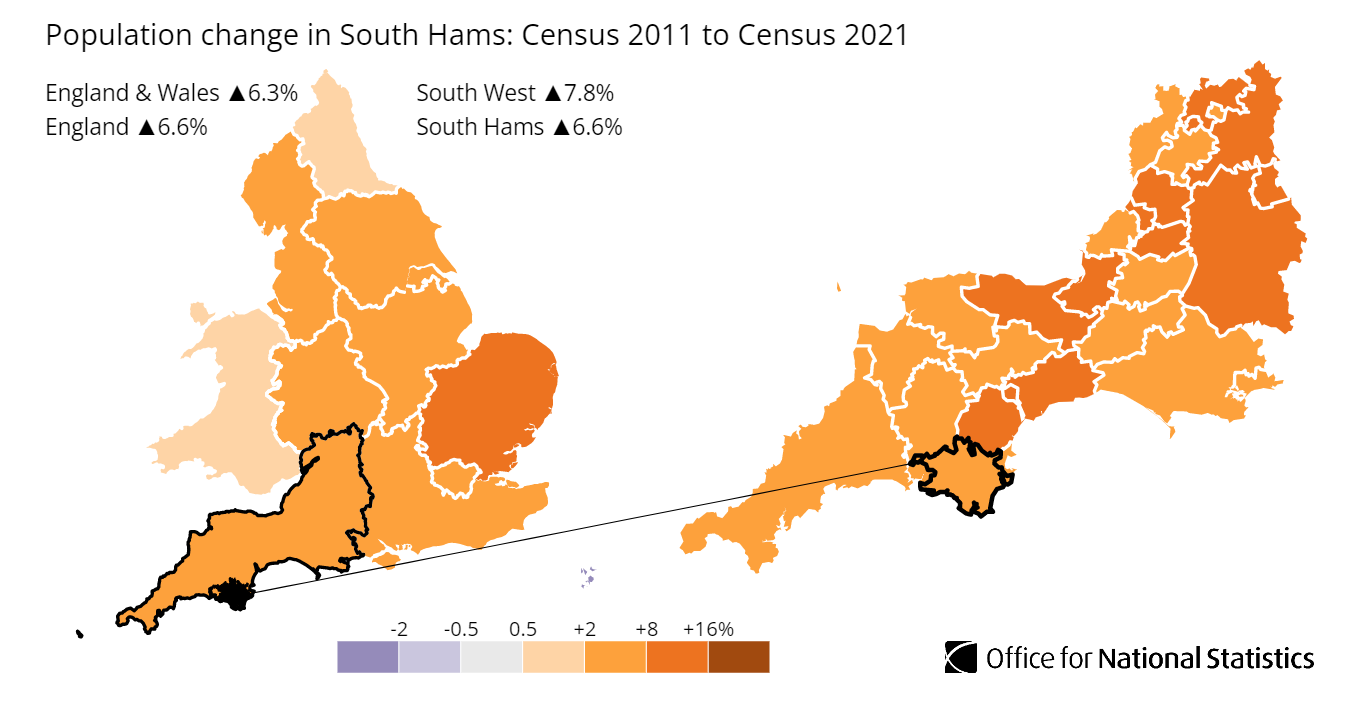 Population change in South Hams: Census 2011 to Census 2021
England & Wales ▲6.3% South West ▲7.8%
England ▲6.6% South Hams ▲6.6%
-2 -0.5 0.5 +2 +8 +16%
Office for National Statistics